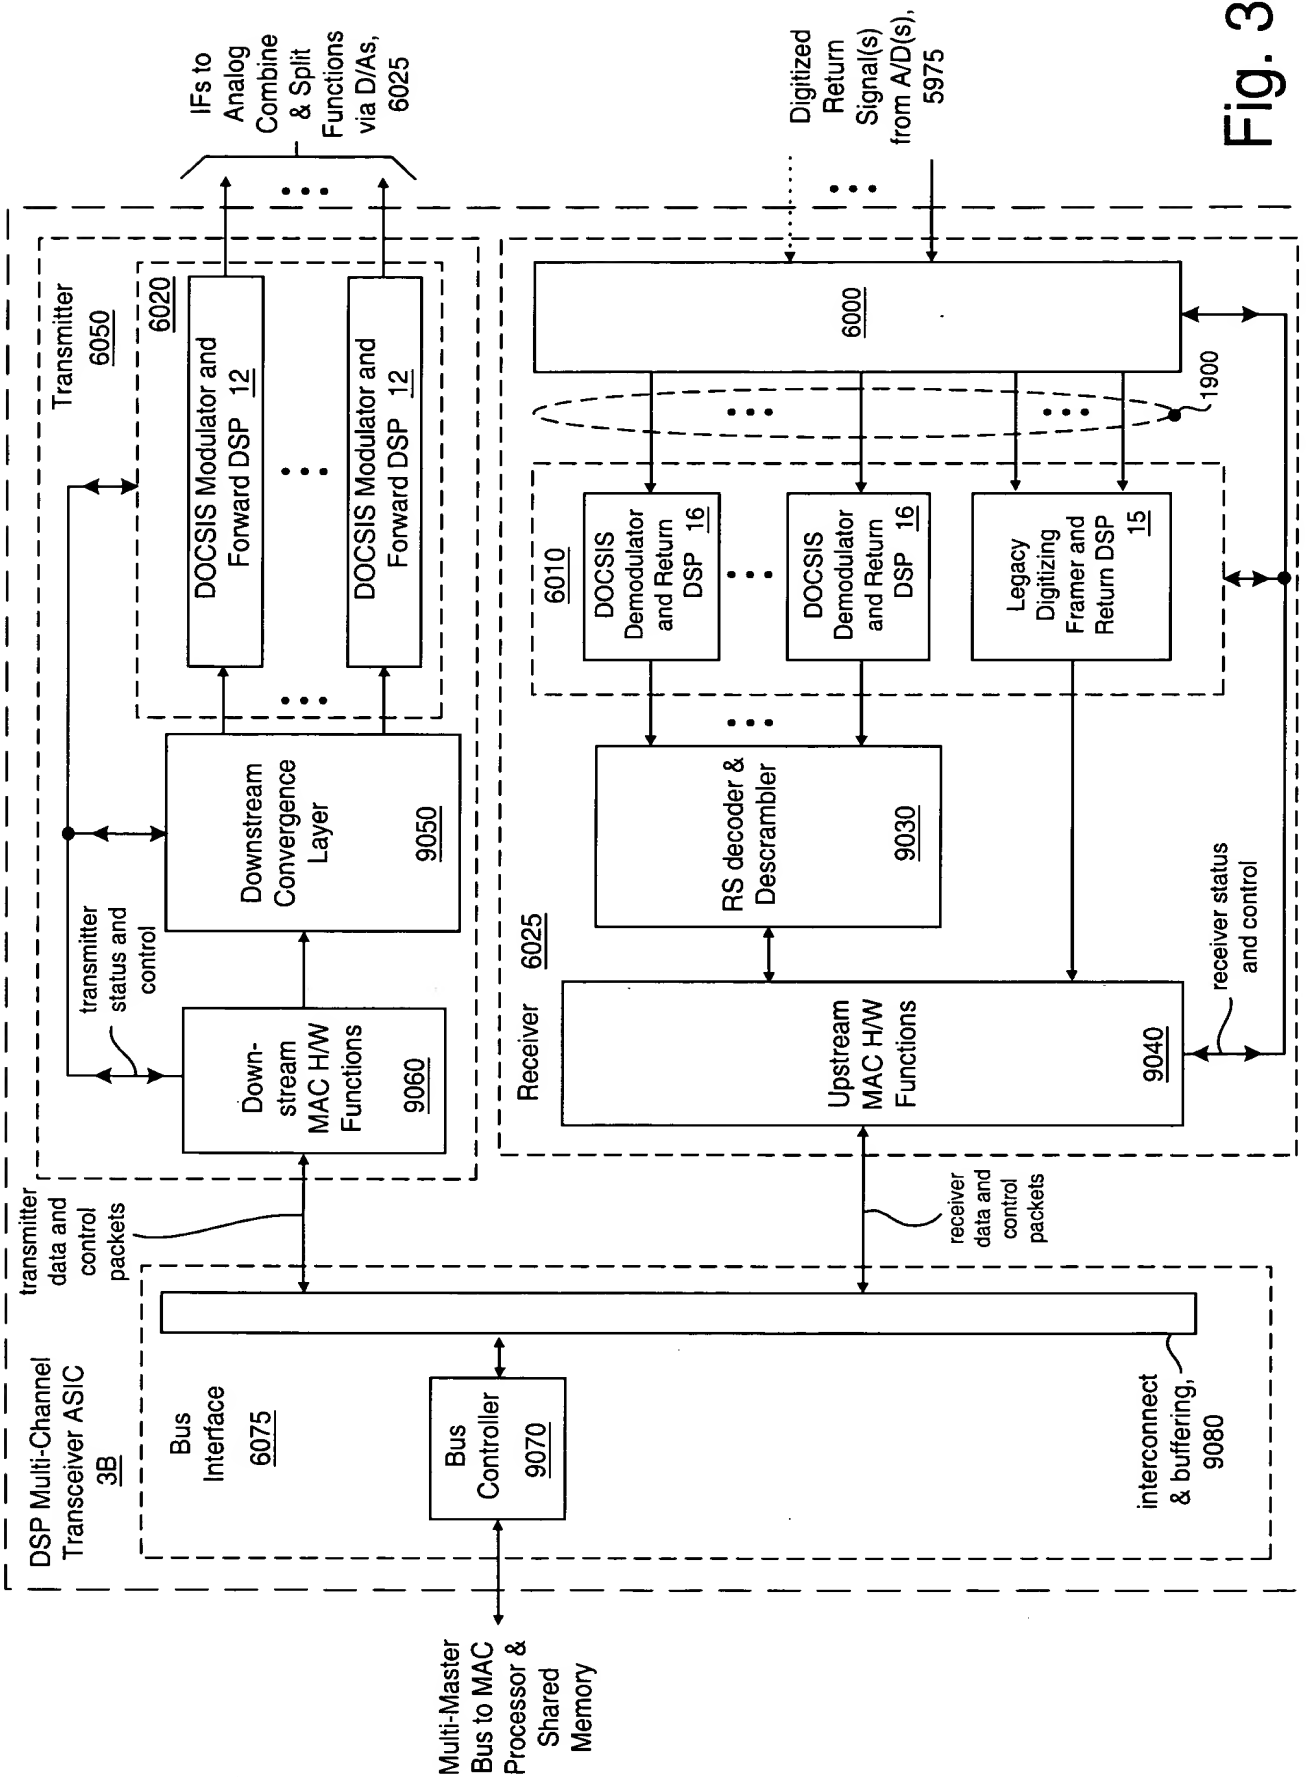 DSP Multi-Channel
Transceiver ASIC
3B
Multi-Master
Bus to MAC
Processor &
Shared
Memory
Bus
Interface
6075
Bus
Controller
9070
interconnect
& buffering,
9080
transmitter
data and
control
packets
receiver
data and
control
packets
Transmitter
6050
transmitter
status and
control
Down-
stream
MAC H/W
Functions
9060
Downstream
Convergence
Layer
9050
6020
DOCSIS Modulator and
Forward DSP 12
DOCSIS Modulator and
Forward DSP 12
IFs to
Analog
Combine
& Split
Functions
via D/As,
6025
Receiver
6025
Upstream
MAC H/W
Functions
9040
receiver status
and control
RS decoder &
Descrambler
9030
6010
DOCSIS
Demodulator
and Return
DSP 16
DOCSIS
Demodulator
and Return
DSP 16
Legacy
Digitizing
Framer and
Return DSP
15
1900
6000
Digitized
Return
Signal(s)
from A/D(s),
5975
Fig. 3